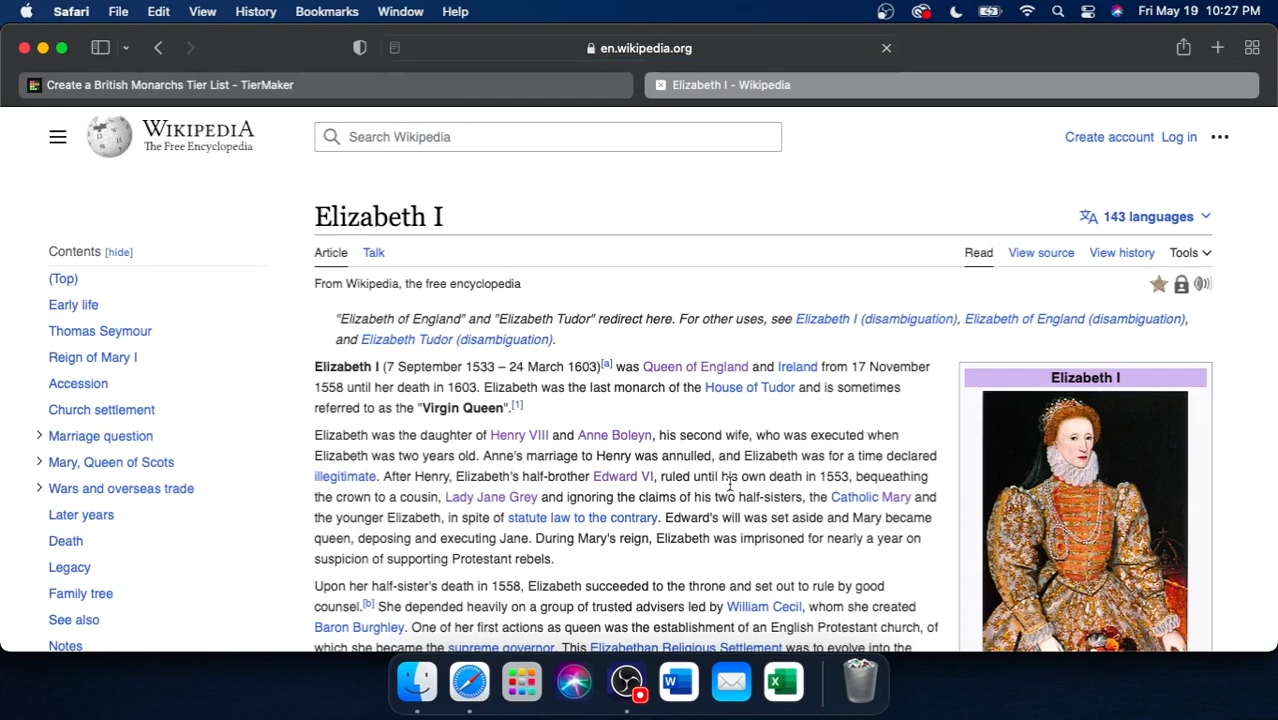 Safari File Edit View History Bookmarks Window Help Fri May 19 10:27 PM
en.wikipedia.org
Create a British Monarchs Tier List - TierMaker Elizabeth I - Wikipedia
WIKIPEDIA
The Free Encyclopedia
Search Wikipedia
Create account Log in
Elizabeth I
143 languages
Article Talk Read View source View history Tools
From Wikipedia, the free encyclopedia
Contents [hide]
(Top)
Early life
Thomas Seymour
Reign of Mary I
Accession
Church settlement
Marriage question
Mary, Queen of Scots
Wars and overseas trade
Later years
Death
Legacy
Family tree
See also
Notes
"Elizabeth of England" and "Elizabeth Tudor" redirect here. For other uses, see Elizabeth I (disambiguation), Elizabeth of England (disambiguation),
and Elizabeth Tudor (disambiguation).
Elizabeth I (7 September 1533 – 24 March 1603)[a] was Queen of England and Ireland from 17 November
1558 until her death in 1603. Elizabeth was the last monarch of the House of Tudor and is sometimes
referred to as the "Virgin Queen".[1]
Elizabeth was the daughter of Henry VIII and Anne Boleyn, his second wife, who was executed when
Elizabeth was two years old. Anne's marriage to Henry was annulled, and Elizabeth was for a time declared
illegitimate. After Henry, Elizabeth's half-brother Edward VI, ruled until his own death in 1553, bequeathing
the crown to a cousin, Lady Jane Grey and ignoring the claims of his two half-sisters, the Catholic Mary and
the younger Elizabeth, in spite of statute law to the contrary. Edward's will was set aside and Mary became
queen, deposing and executing Jane. During Mary's reign, Elizabeth was imprisoned for nearly a year on
suspicion of supporting Protestant rebels.
Upon her half-sister's death in 1558, Elizabeth succeeded to the throne and set out to rule by good
counsel.[b] She depended heavily on a group of trusted advisers led by William Cecil, whom she created
Baron Burghley. One of her first actions as queen was the establishment of an English Protestant church, of
which she became the supreme governor. This Elizabethan Religious Settlement was to evolve into the
Elizabeth I